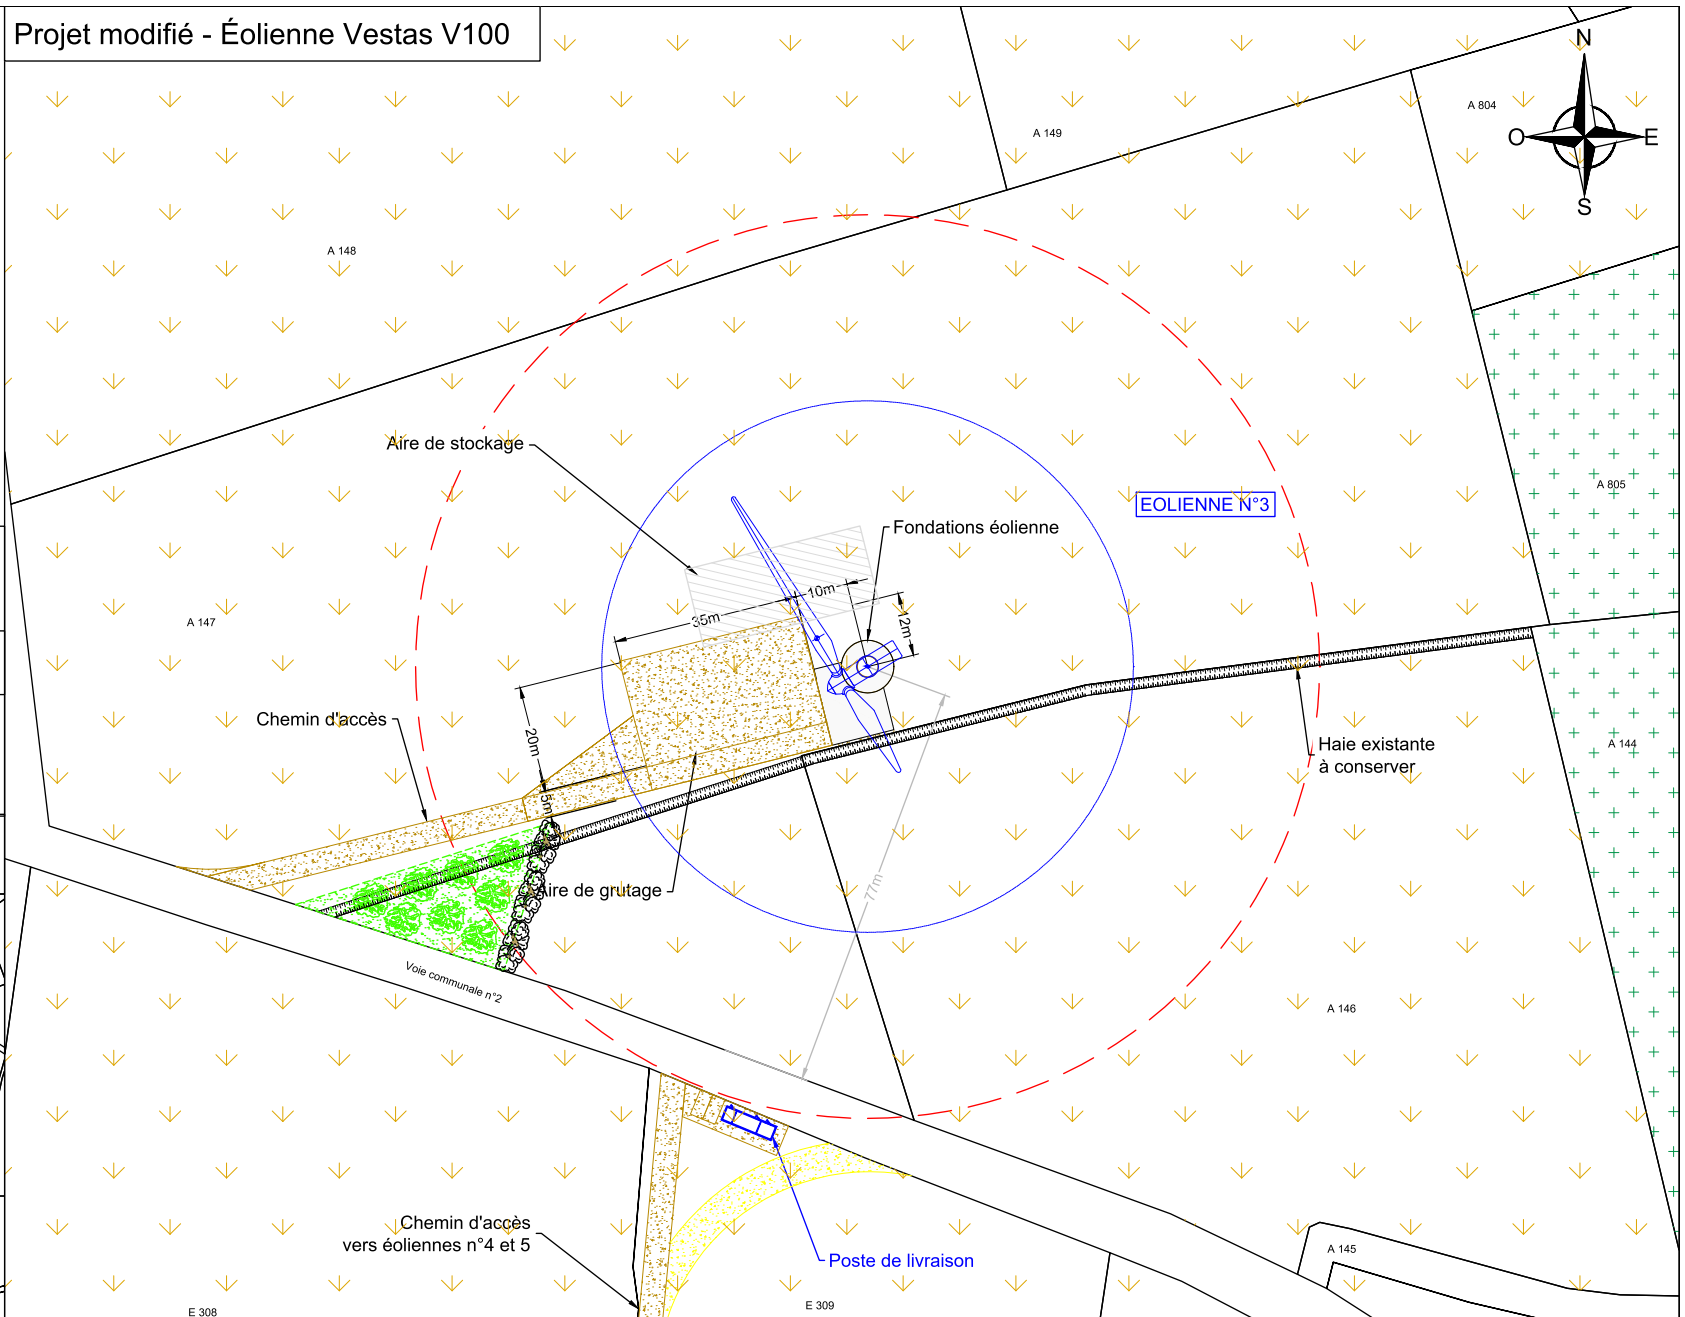 Projet modifié - Éolienne Vestas V100
N
A 804
A 149
O
E
S
A 148
Aire de stockage
A 805
EOLIENNE N°3
Fondations éolienne
10m
35m
12m
A 147
Chemin d'accès
20m
Haie existante
à conserver
A 144
5m
Aire de grutage
77m
Voie communale n°2
A 146
Chemin d'accès
vers éoliennes n°4 et 5
Poste de livraison
A 145
E 308
E 309